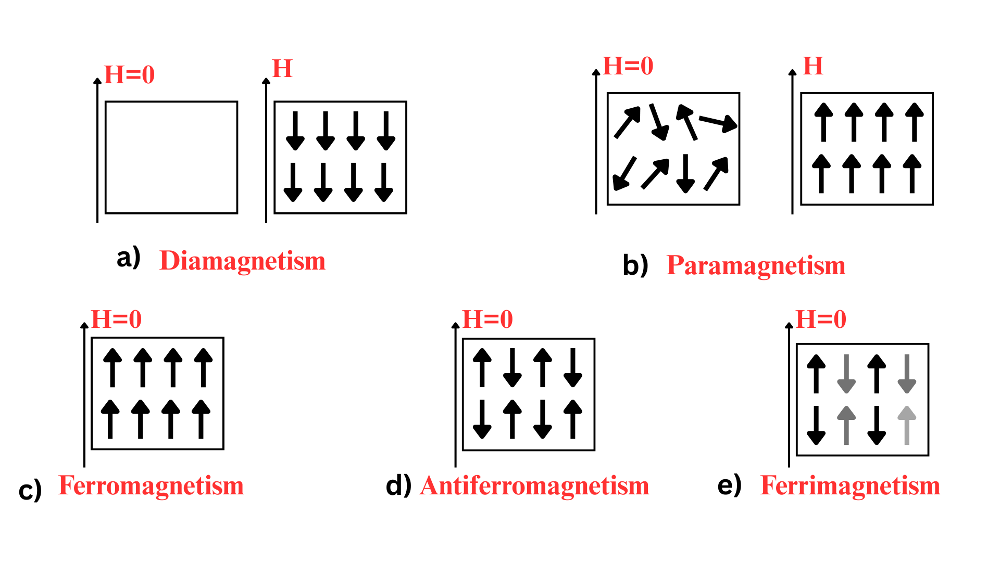 H=0
H
a) Diamagnetism
H=0
H
b) Paramagnetism
H=0
c) Ferromagnetism
H=0
d) Antiferromagnetism
H=0
e) Ferrimagnetism